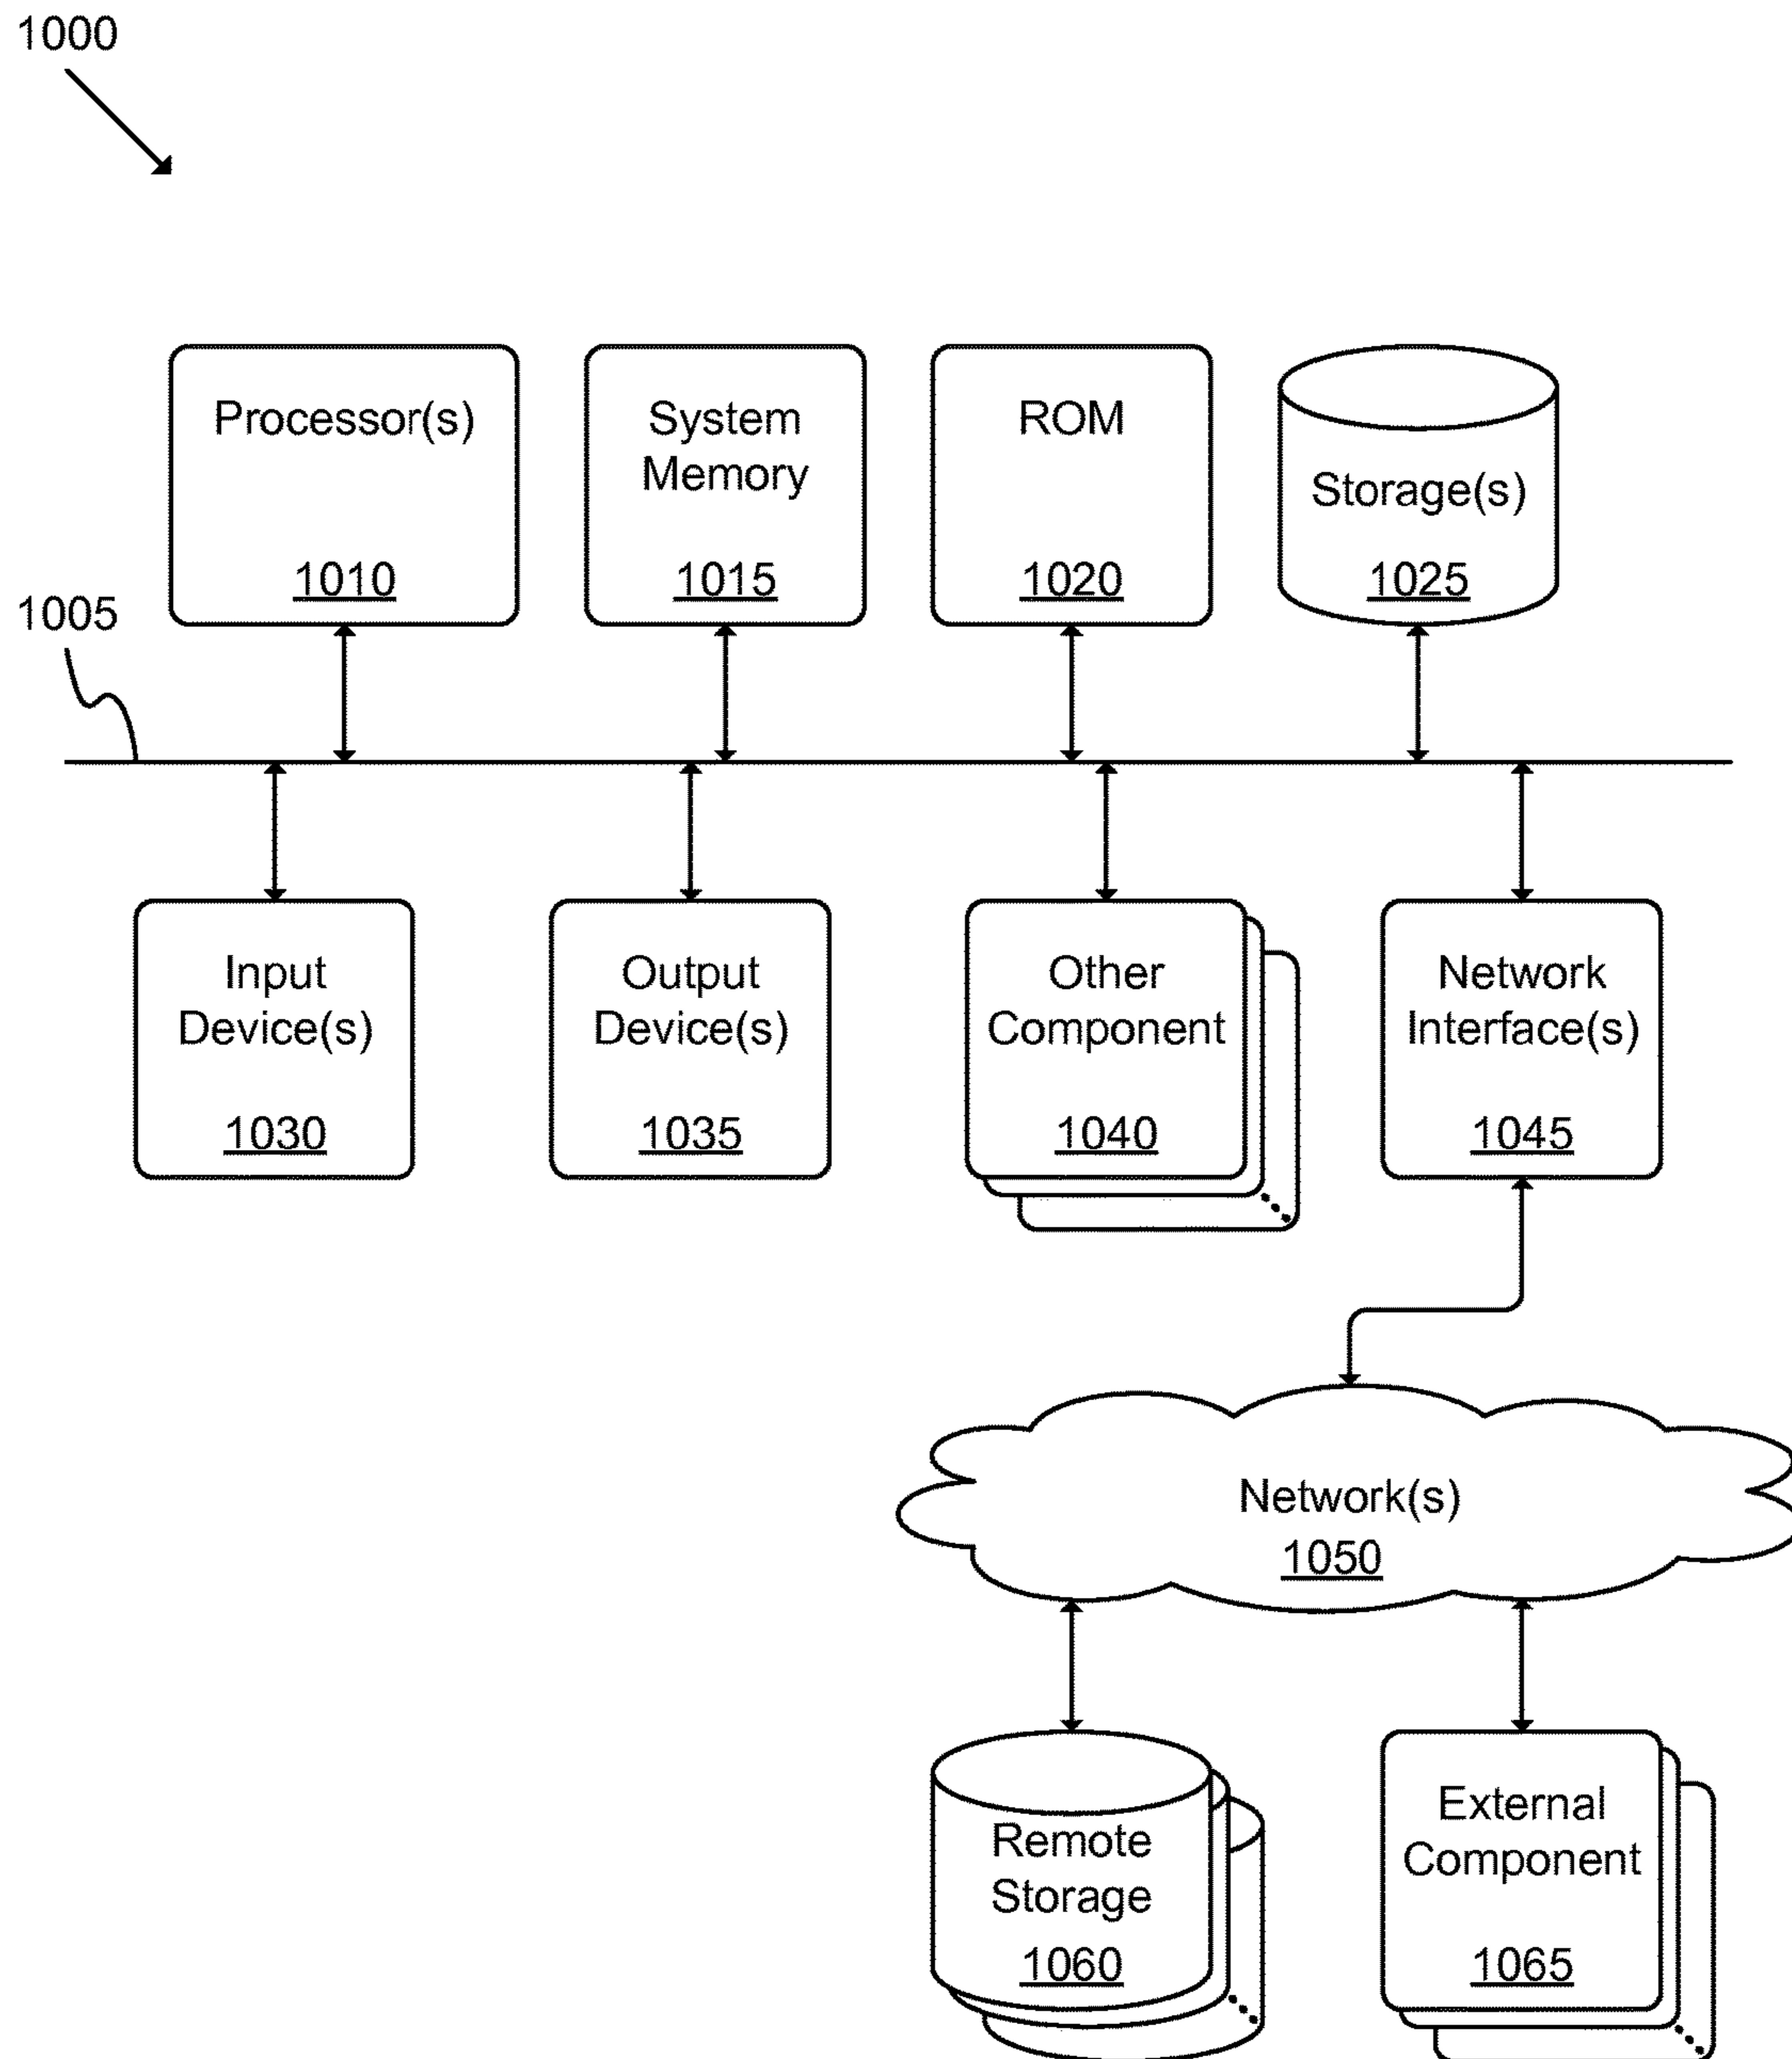 1000
Processor(s)
1010
System
Memory
1015
ROM
1020
Storage(s)
1025
1005
Input
Device(s)
1030
Output
Device(s)
1035
Other
Component
1040
Network
Interface(s)
1045
Network(s)
1050
Remote
Storage
1060
External
Component
1065